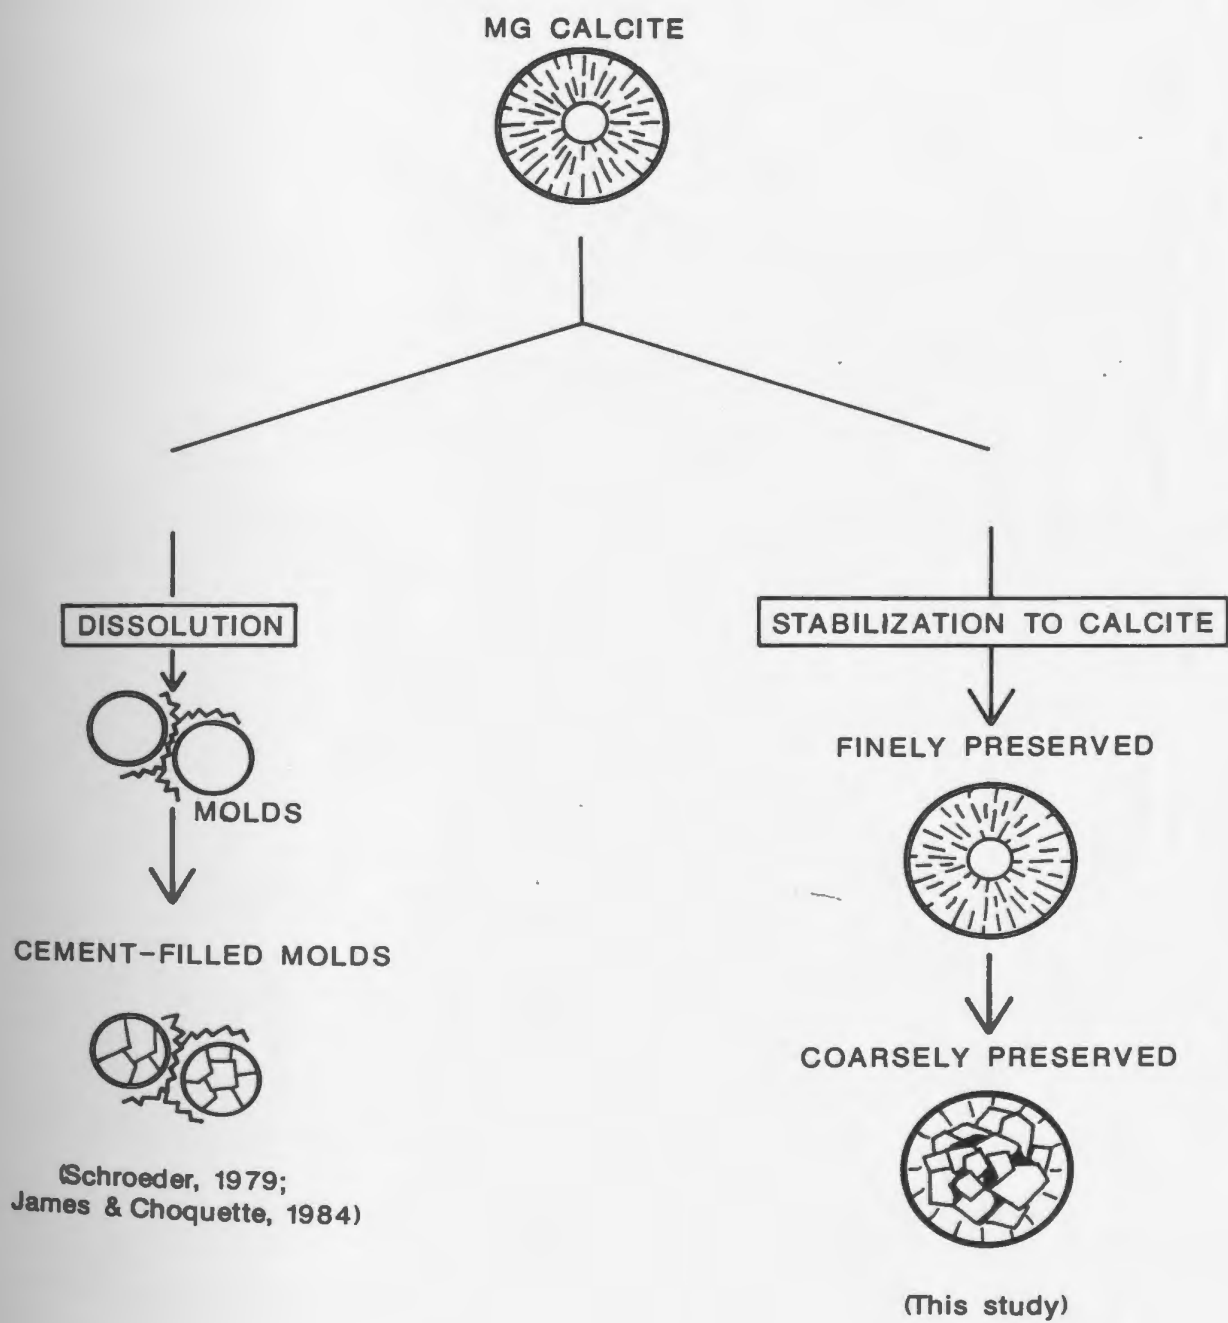 MG CALCITE
DISSOLUTION
MOLDS
CEMENT-FILLED MOLDS
(Schroeder, 1979;
James & Choquette, 1984)
STABILIZATION TO CALCITE
FINELY PRESERVED
COARSELY PRESERVED
(This study)